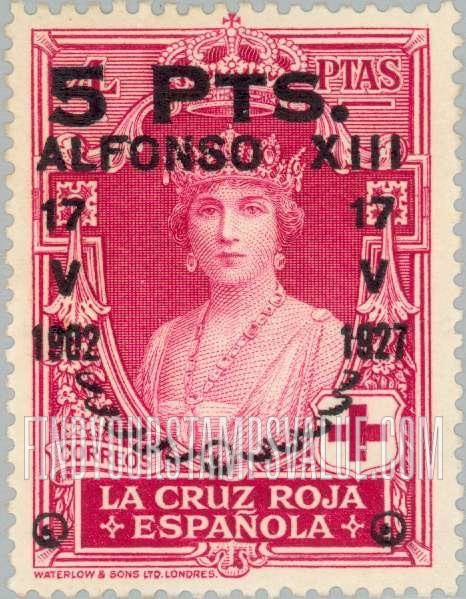 4 PTAS
5 PTS.
ALFONSO XIII
17 17
V V
1902 1927
FINDYOURSTAMPSVALUE.COM
CORREOS
LA CRUZ ROJA
ESPAÑOLA
WATERLOW & SONS LTD. LONDRES.